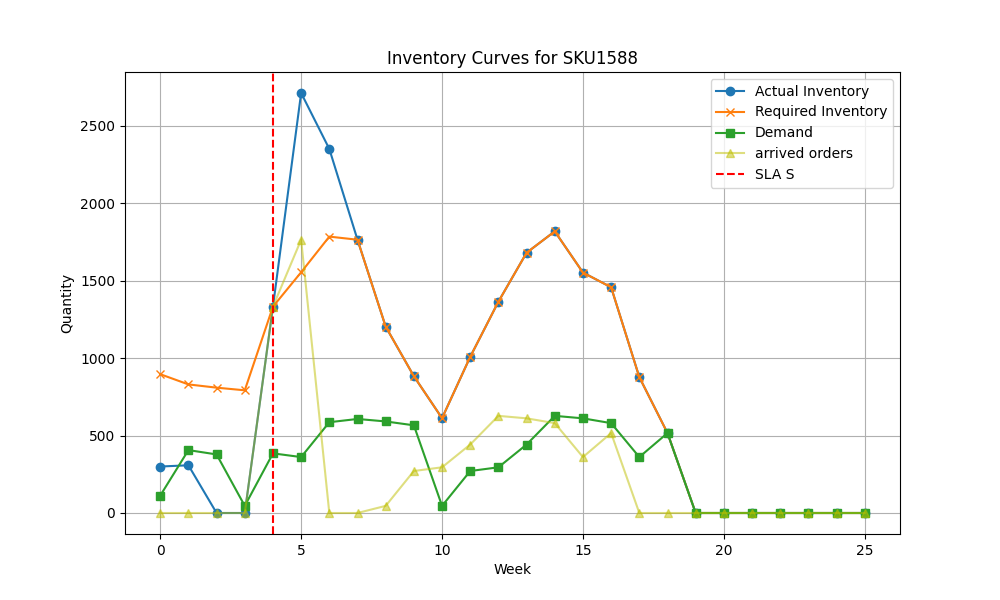 Inventory Curves for SKU1588
Actual Inventory
Required Inventory
Demand
arrived orders
SLA S
2500
2000
1500
1000
500
0
Quantity
0 5 10 15 20 25
Week